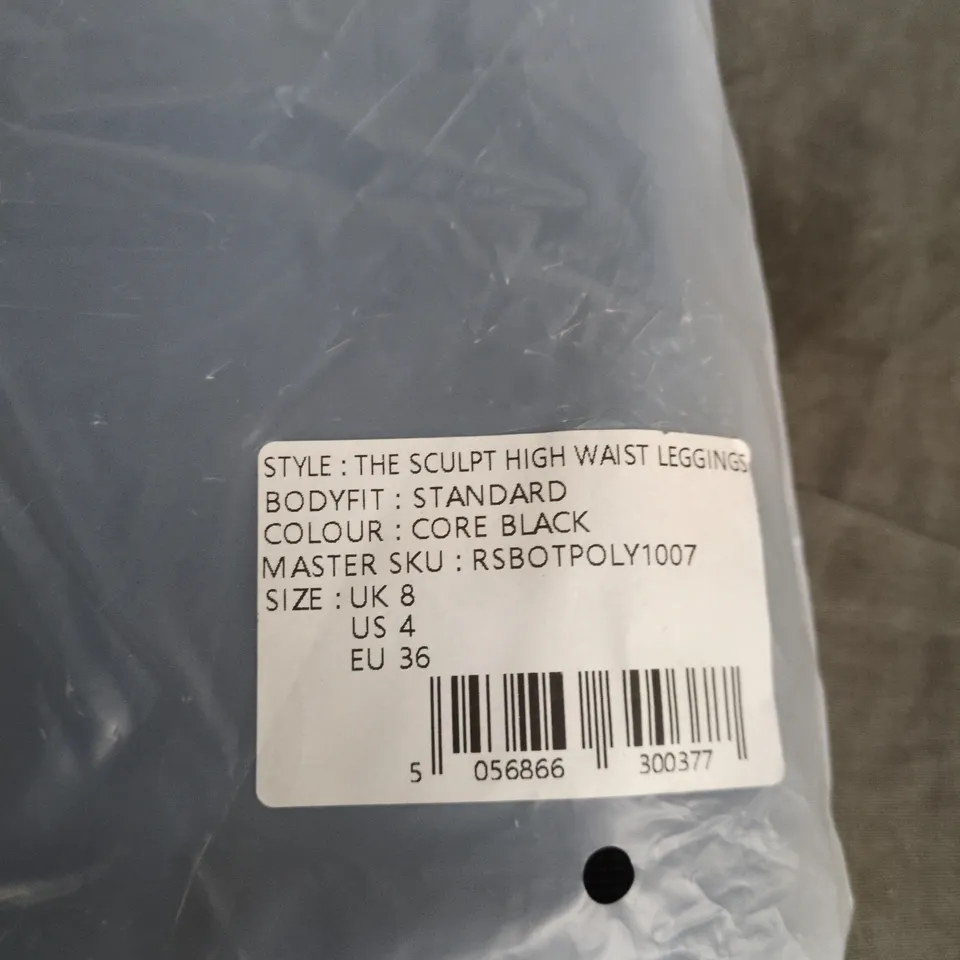 STYLE : THE SCULPT HIGH WAIST LEGGINGS
BODYFIT : STANDARD
COLOUR : CORE BLACK
MASTER SKU : RSBOTPOLY1007
SIZE : UK 8
US 4
EU 36
5 056866 300377